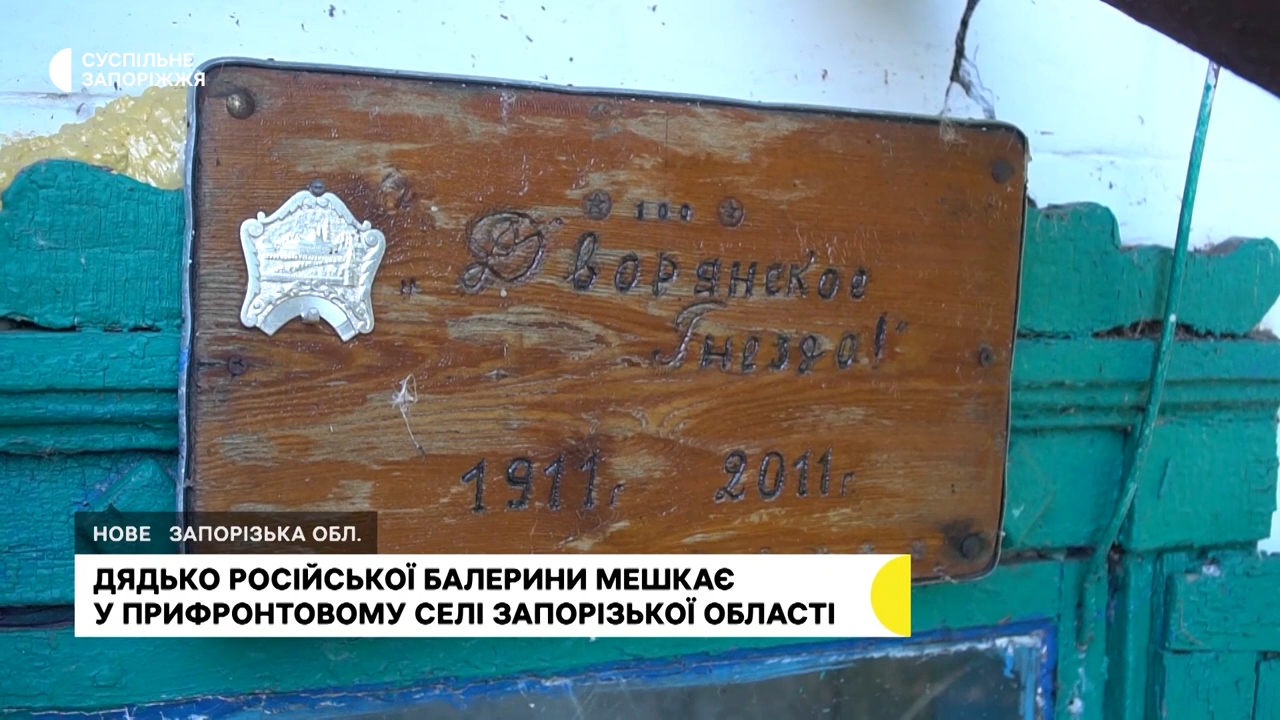 СУСПІЛЬНЕ
ЗАПОРІЖЖЯ
100
"Дворянское
Гнездо!"
1911г 2011г.
НОВЕ ЗАПОРІЗЬКА ОБЛ.
ДЯДЬКО РОСІЙСЬКОЇ БАЛЕРИНИ МЕШКАЄ
У ПРИФРОНТОВОМУ СЕЛІ ЗАПОРІЗЬКОЇ ОБЛАСТІ